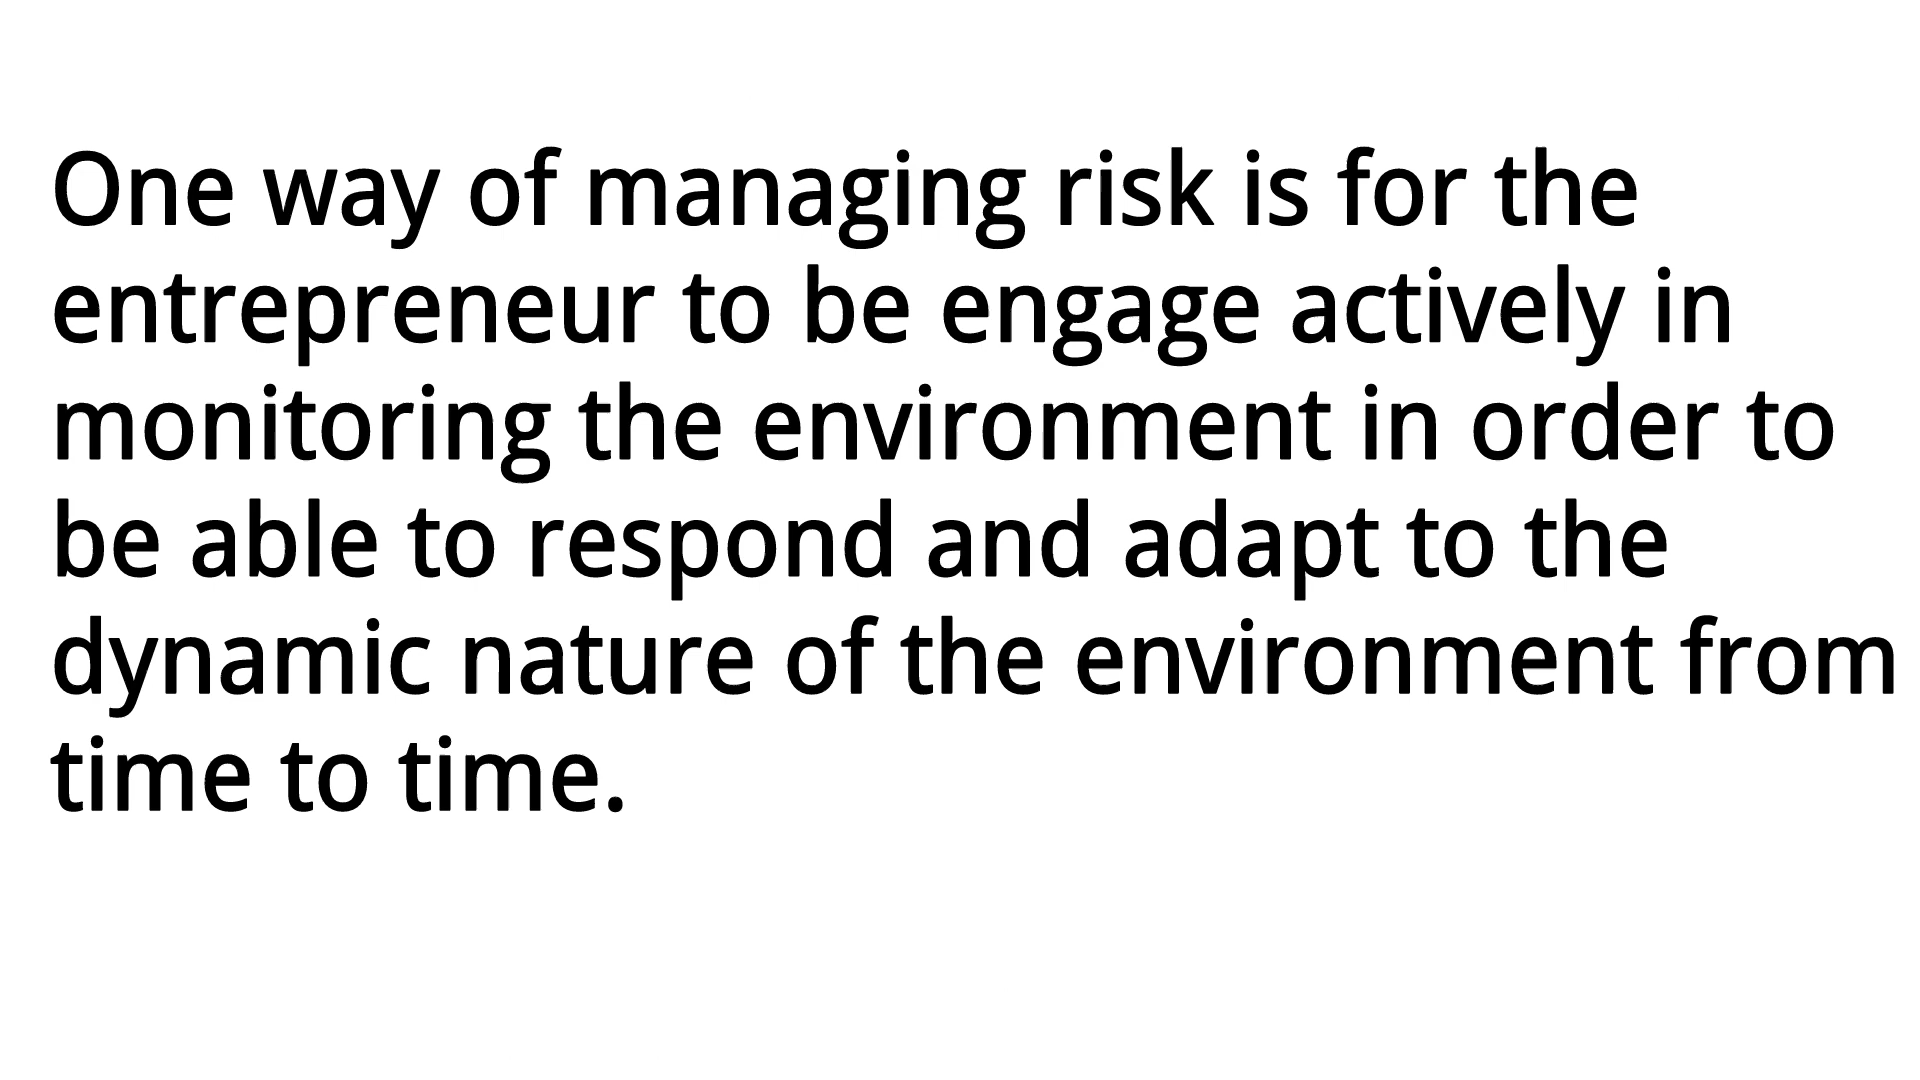 One way of managing risk is for the
entrepreneur to be engage actively in
monitoring the environment in order to
be able to respond and adapt to the
dynamic nature of the environment from
time to time.